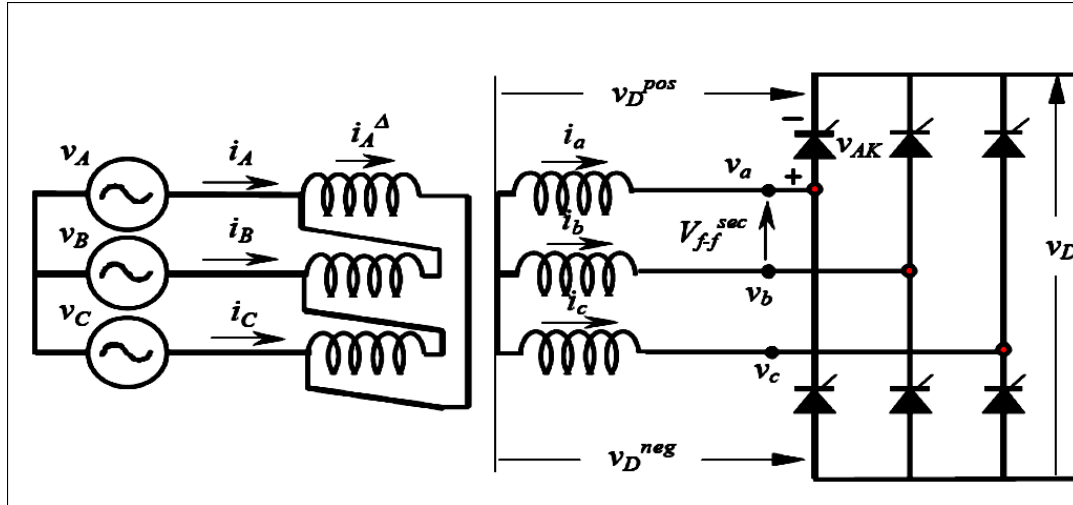 v_D^pos
v_A
i_A
i_A^Δ
i_a
v_a
−
v_AK
+
v_B
i_B
i_b
V_f-f^sec
v_D
v_C
i_C
i_c
v_b
v_c
v_D^neg